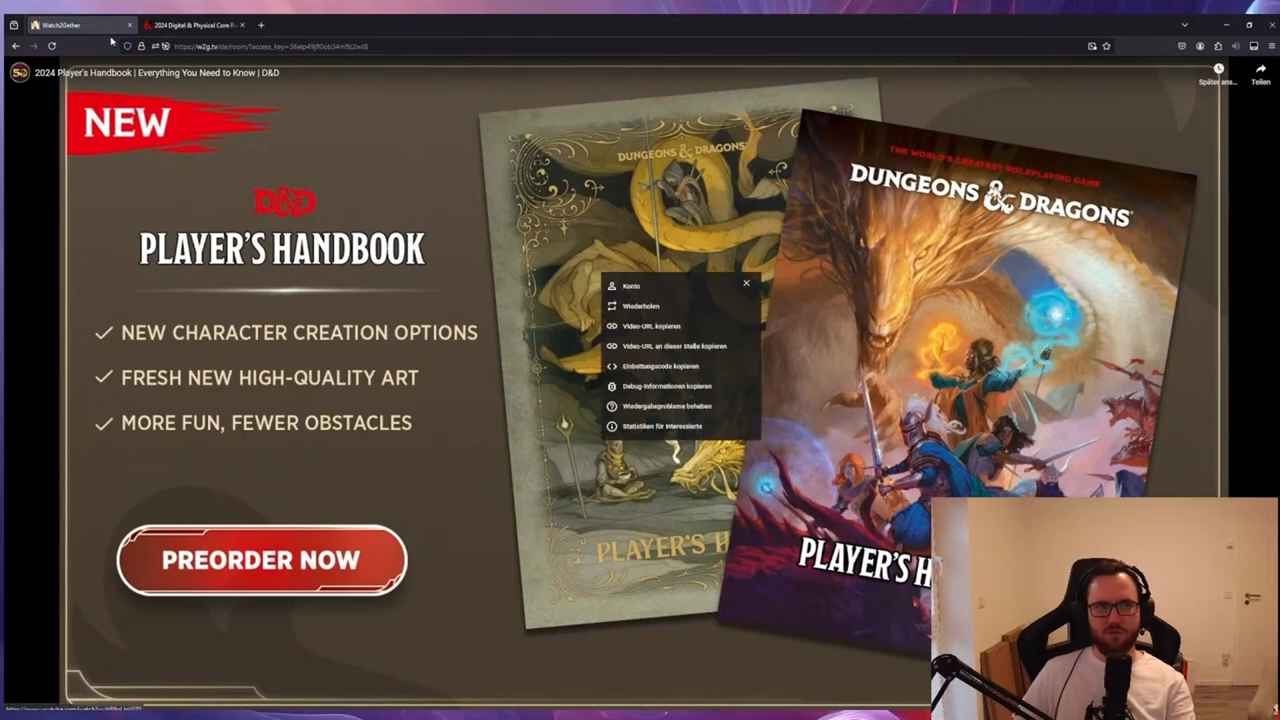 Watch2Gether
2024 Digital & Physical Core R
2024 Player's Handbook | Everything You Need to Know | D&D
Später ans...
Teilen
NEW
D&D
PLAYER'S HANDBOOK
NEW CHARACTER CREATION OPTIONS
FRESH NEW HIGH-QUALITY ART
MORE FUN, FEWER OBSTACLES
PREORDER NOW
DUNGEONS & DRAGONS
PLAYER'S H
THE WORLD'S GREATEST ROLEPLAYING GAME
DUNGEONS & DRAGONS
PLAYER'S H
Konto
Wiederholen
Video-URL kopieren
Video-URL an dieser Stelle kopieren
Einbettungscode kopieren
Debug-Informationen kopieren
Wiedergabeprobleme beheben
Statistiken für Interessierte